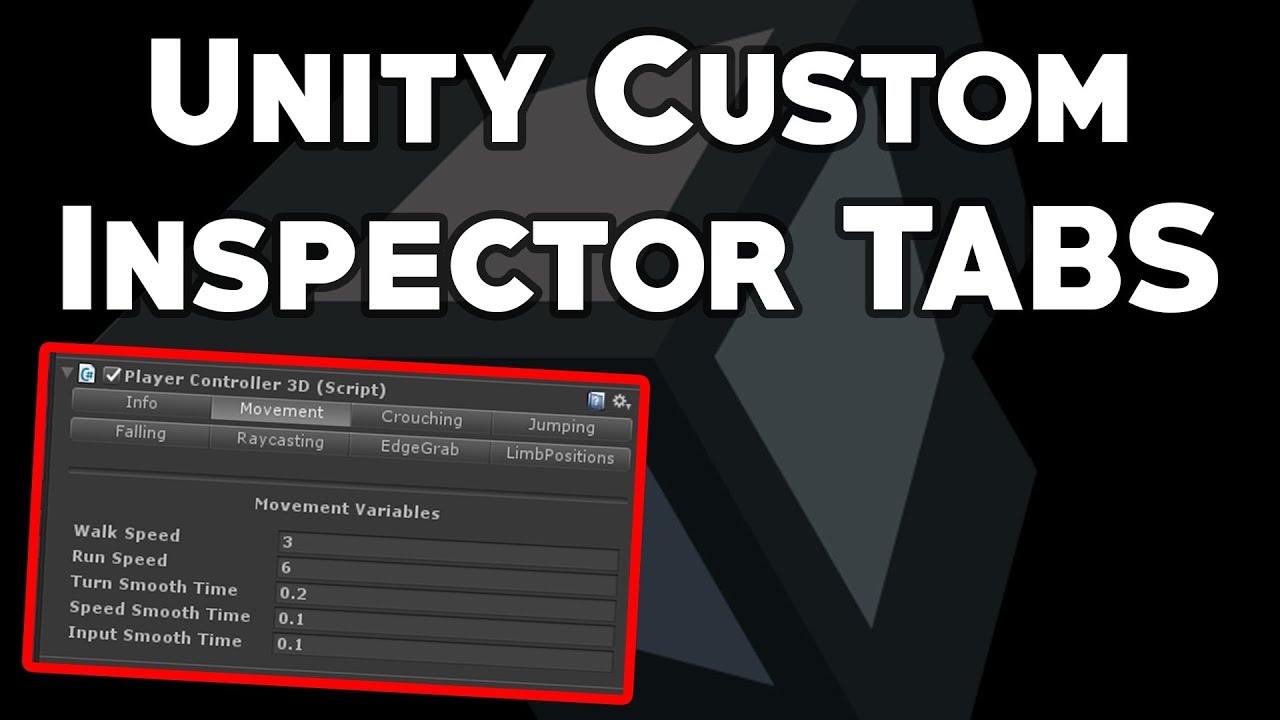 Unity Custom
Inspector TABS
Player Controller 3D (Script)
Info Movement Crouching Jumping
Falling Raycasting EdgeGrab LimbPositions
Movement Variables
Walk Speed 3
Run Speed 6
Turn Smooth Time 0.2
Speed Smooth Time 0.1
Input Smooth Time 0.1